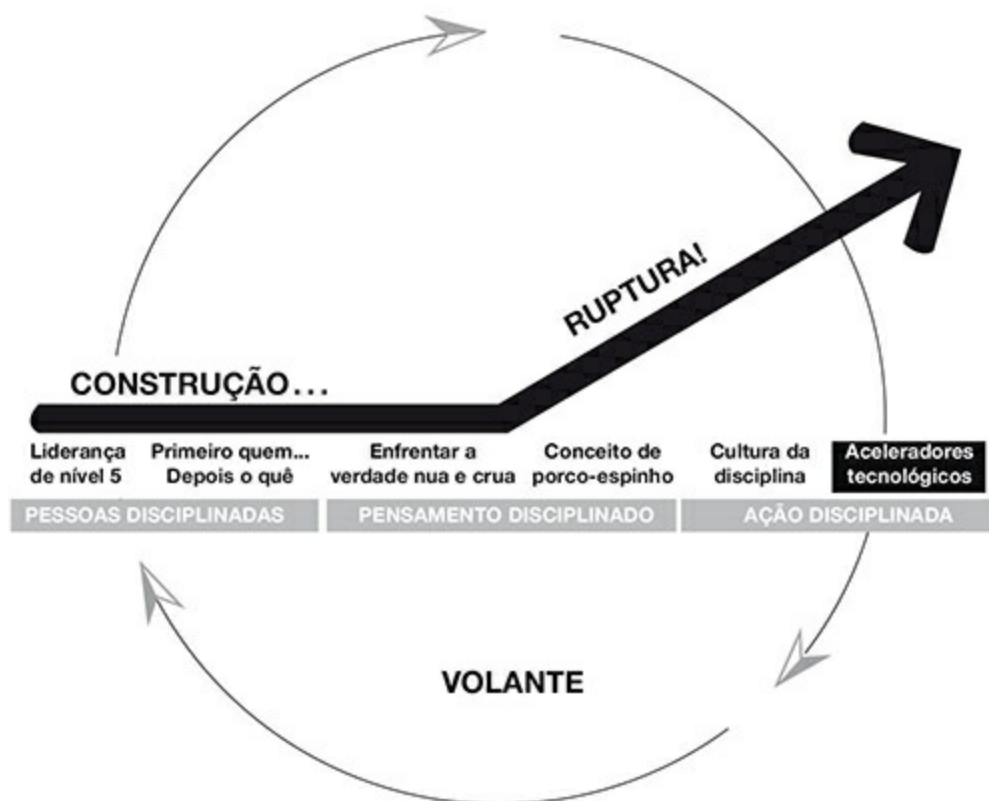 RUPTURA!
CONSTRUÇÃO...
Liderança
de nível 5
Primeiro quem...
Depois o quê
Enfrentar a
verdade nua e crua
Conceito de
porco-espinho
Cultura da
disciplina
Aceleradores
tecnológicos
PESSOAS DISCIPLINADAS
PENSAMENTO DISCIPLINADO
AÇÃO DISCIPLINADA
VOLANTE